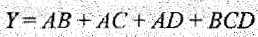 Y = AB + AC + AD + BCD